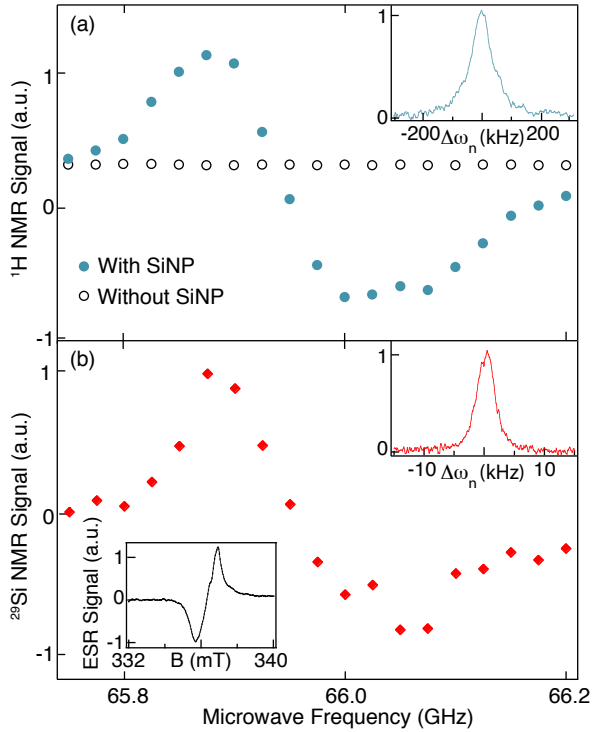 (a)
1
0
-1
¹H NMR Signal (a.u.)
With SiNP
Without SiNP
1
0
-200
200
Δωₙ (kHz)
(b)
1
0
-1
²⁹Si NMR Signal (a.u.)
1
0
-10
10
Δωₙ (kHz)
ESR Signal (a.u.)
1
0
-1
332
B (mT)
340
65.8
66.0
66.2
Microwave Frequency (GHz)